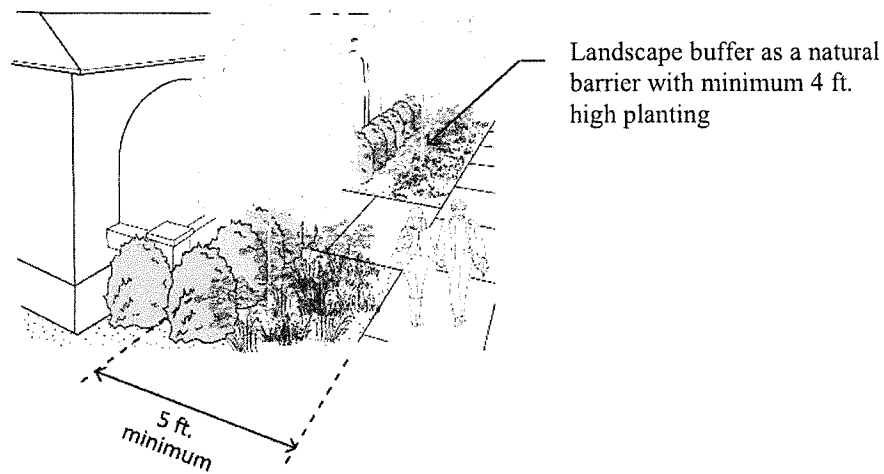 Landscape buffer as a natural
barrier with minimum 4 ft.
high planting
5 ft.
minimum